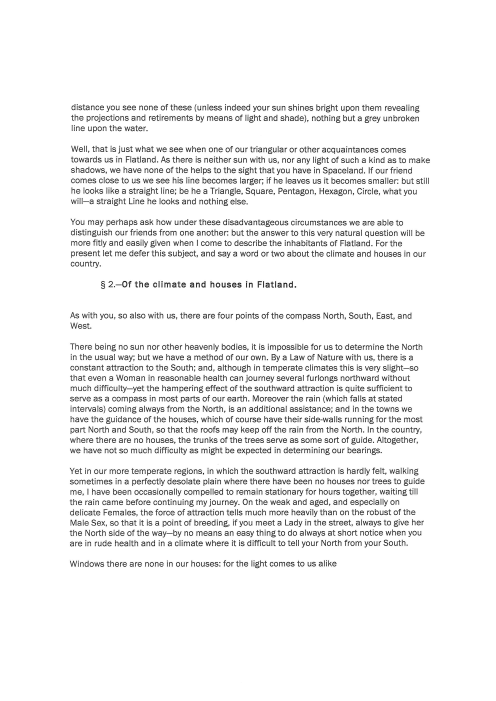 distance you see none of these (unless indeed your sun shines bright upon them revealing
the projections and retirements by means of light and shade), nothing but a grey unbroken
line upon the water.
Well, that is just what we see when one of our triangular or other acquaintances comes
towards us in Flatland. As there is neither sun with us, nor any light of such a kind as to make
shadows, we have none of the helps to the sight that you have in Spaceland. If our friend
comes close to us we see his line becomes larger; if he leaves us it becomes smaller: but still
he looks like a straight line; be he a Triangle, Square, Pentagon, Hexagon, Circle, what you
will—a straight Line he looks and nothing else.
You may perhaps ask how under these disadvantageous circumstances we are able to
distinguish our friends from one another: but the answer to this very natural question will be
more fitly and easily given when I come to describe the inhabitants of Flatland. For the
present let me defer this subject, and say a word or two about the climate and houses in our
country.
§ 2.—Of the climate and houses in Flatland.
As with you, so also with us, there are four points of the compass North, South, East, and
West.
There being no sun nor other heavenly bodies, it is impossible for us to determine the North
in the usual way; but we have a method of our own. By a Law of Nature with us, there is a
constant attraction to the South; and, although in temperate climates this is very slight—so
that even a Woman in reasonable health can journey several furlongs northward without
much difficulty—yet the hampering effect of the southward attraction is quite sufficient to
serve as a compass in most parts of our earth. Moreover the rain (which falls at stated
intervals) coming always from the North, is an additional assistance; and in the towns we
have the guidance of the houses, which of course have their side-walls running for the most
part North and South, so that the roofs may keep off the rain from the North. In the country,
where there are no houses, the trunks of the trees serve as some sort of guide. Altogether,
we have not so much difficulty as might be expected in determining our bearings.
Yet in our more temperate regions, in which the southward attraction is hardly felt, walking
sometimes in a perfectly desolate plain where there have been no houses nor trees to guide
me, I have been occasionally compelled to remain stationary for hours together, waiting till
the rain came before continuing my journey. On the weak and aged, and especially on
delicate Females, the force of attraction tells much more heavily than on the robust of the
Male Sex, so that it is a point of breeding, if you meet a Lady in the street, always to give her
the North side of the way—by no means an easy thing to do always at short notice when you
are in rude health and in a climate where it is difficult to tell your North from your South.
Windows there are none in our houses: for the light comes to us alike